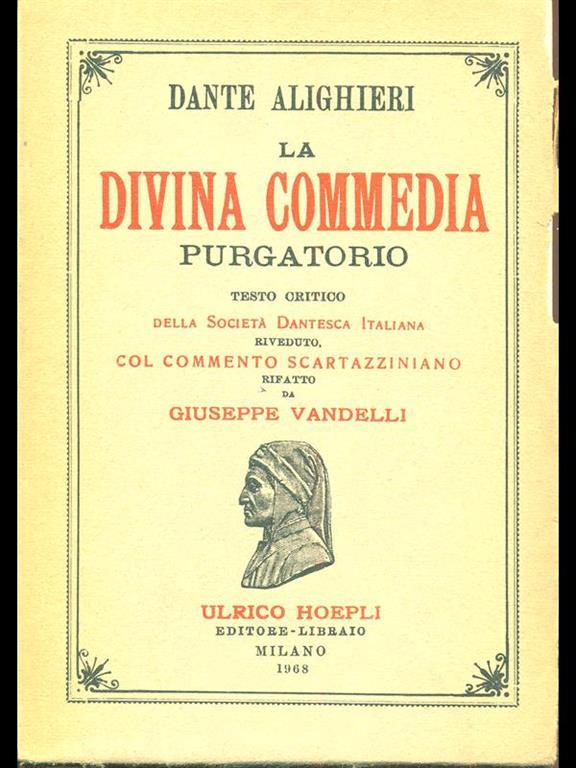 DANTE ALIGHIERI
LA
DIVINA COMMEDIA
PURGATORIO
TESTO CRITICO
DELLA SOCIETÀ DANTESCA ITALIANA
RIVEDUTO,
COL COMMENTO SCARTAZZINIANO
RIFATTO
DA
GIUSEPPE VANDELLI
ULRICO HOEPLI
EDITORE-LIBRAIO
MILANO
1968